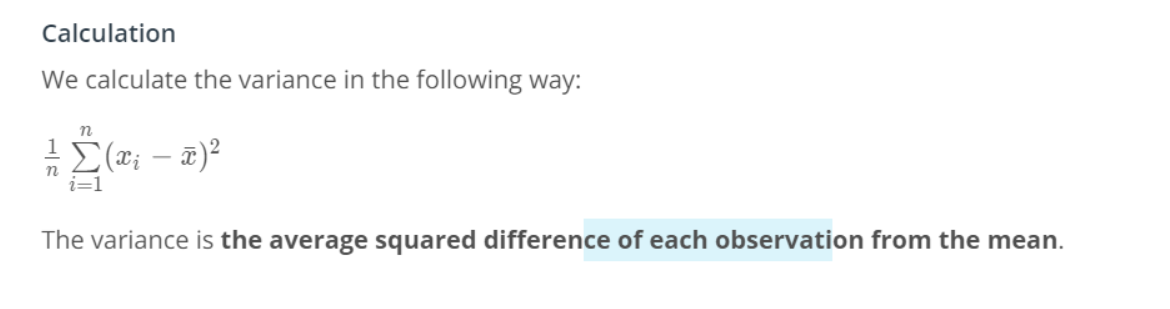 Calculation
We calculate the variance in the following way:
$\frac{1}{n} \sum_{i=1}^{n} (x_i - \bar{x})^2$
The variance is the average squared difference of each observation from the mean.